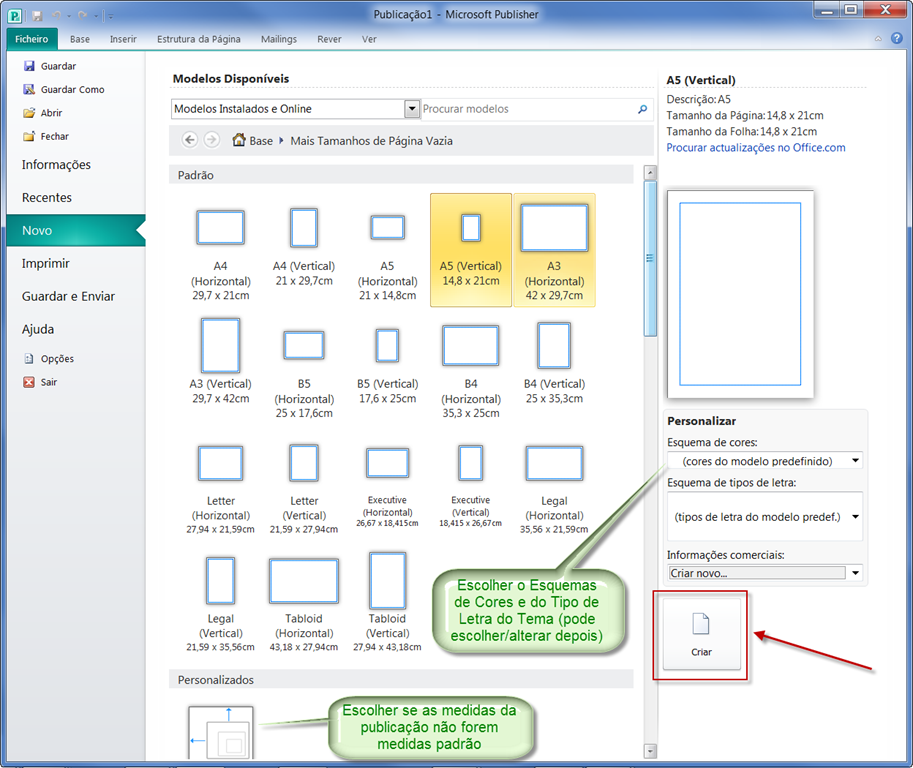 Publicação1 - Microsoft Publisher
Ficheiro Base Inserir Estrutura da Página Mailings Rever Ver
Guardar
Guardar Como
Abrir
Fechar
Informações
Recentes
Novo
Imprimir
Guardar e Enviar
Ajuda
Opções
Sair
Modelos Disponíveis
Modelos Instalados e Online
Procurar modelos
Base
Mais Tamanhos de Página Vazia
Padrão
A4
(Horizontal)
29,7 x 21cm
A4 (Vertical)
21 x 29,7cm
A5
(Horizontal)
21 x 14,8cm
A5 (Vertical)
14,8 x 21cm
A3
(Horizontal)
42 x 29,7cm
A3 (Vertical)
29,7 x 42cm
B5
(Horizontal)
25 x 17,6cm
B5 (Vertical)
17,6 x 25cm
B4
(Horizontal)
35,3 x 25cm
B4 (Vertical)
25 x 35,3cm
Letter
(Horizontal)
27,94 x 21,59cm
Letter
(Vertical)
21,59 x 27,94cm
Executive
(Horizontal)
26,67 x 18,415cm
Executive
(Vertical)
18,415 x 26,67cm
Legal
(Horizontal)
35,56 x 21,59cm
Legal
(Vertical)
21,59 x 35,56cm
Tabloid
(Horizontal)
43,18 x 27,94cm
Tabloid
(Vertical)
27,94 x 43,18cm
Escolher o Esquemas
de Cores e do Tipo de
Letra do Tema (pode
escolher/alterar depois)
Personalizados
Escolher se as medidas da
publicação não forem
medidas padrão
A5 (Vertical)
Descrição:A5
Tamanho da Página:14,8 x 21cm
Tamanho da Folha:14,8 x 21cm
Procurar actualizações no Office.com
Personalizar
Esquema de cores:
(cores do modelo predefinido)
Esquema de tipos de letra:
(tipos de letra do modelo predef.)
Informações comerciais:
Criar novo...
Criar